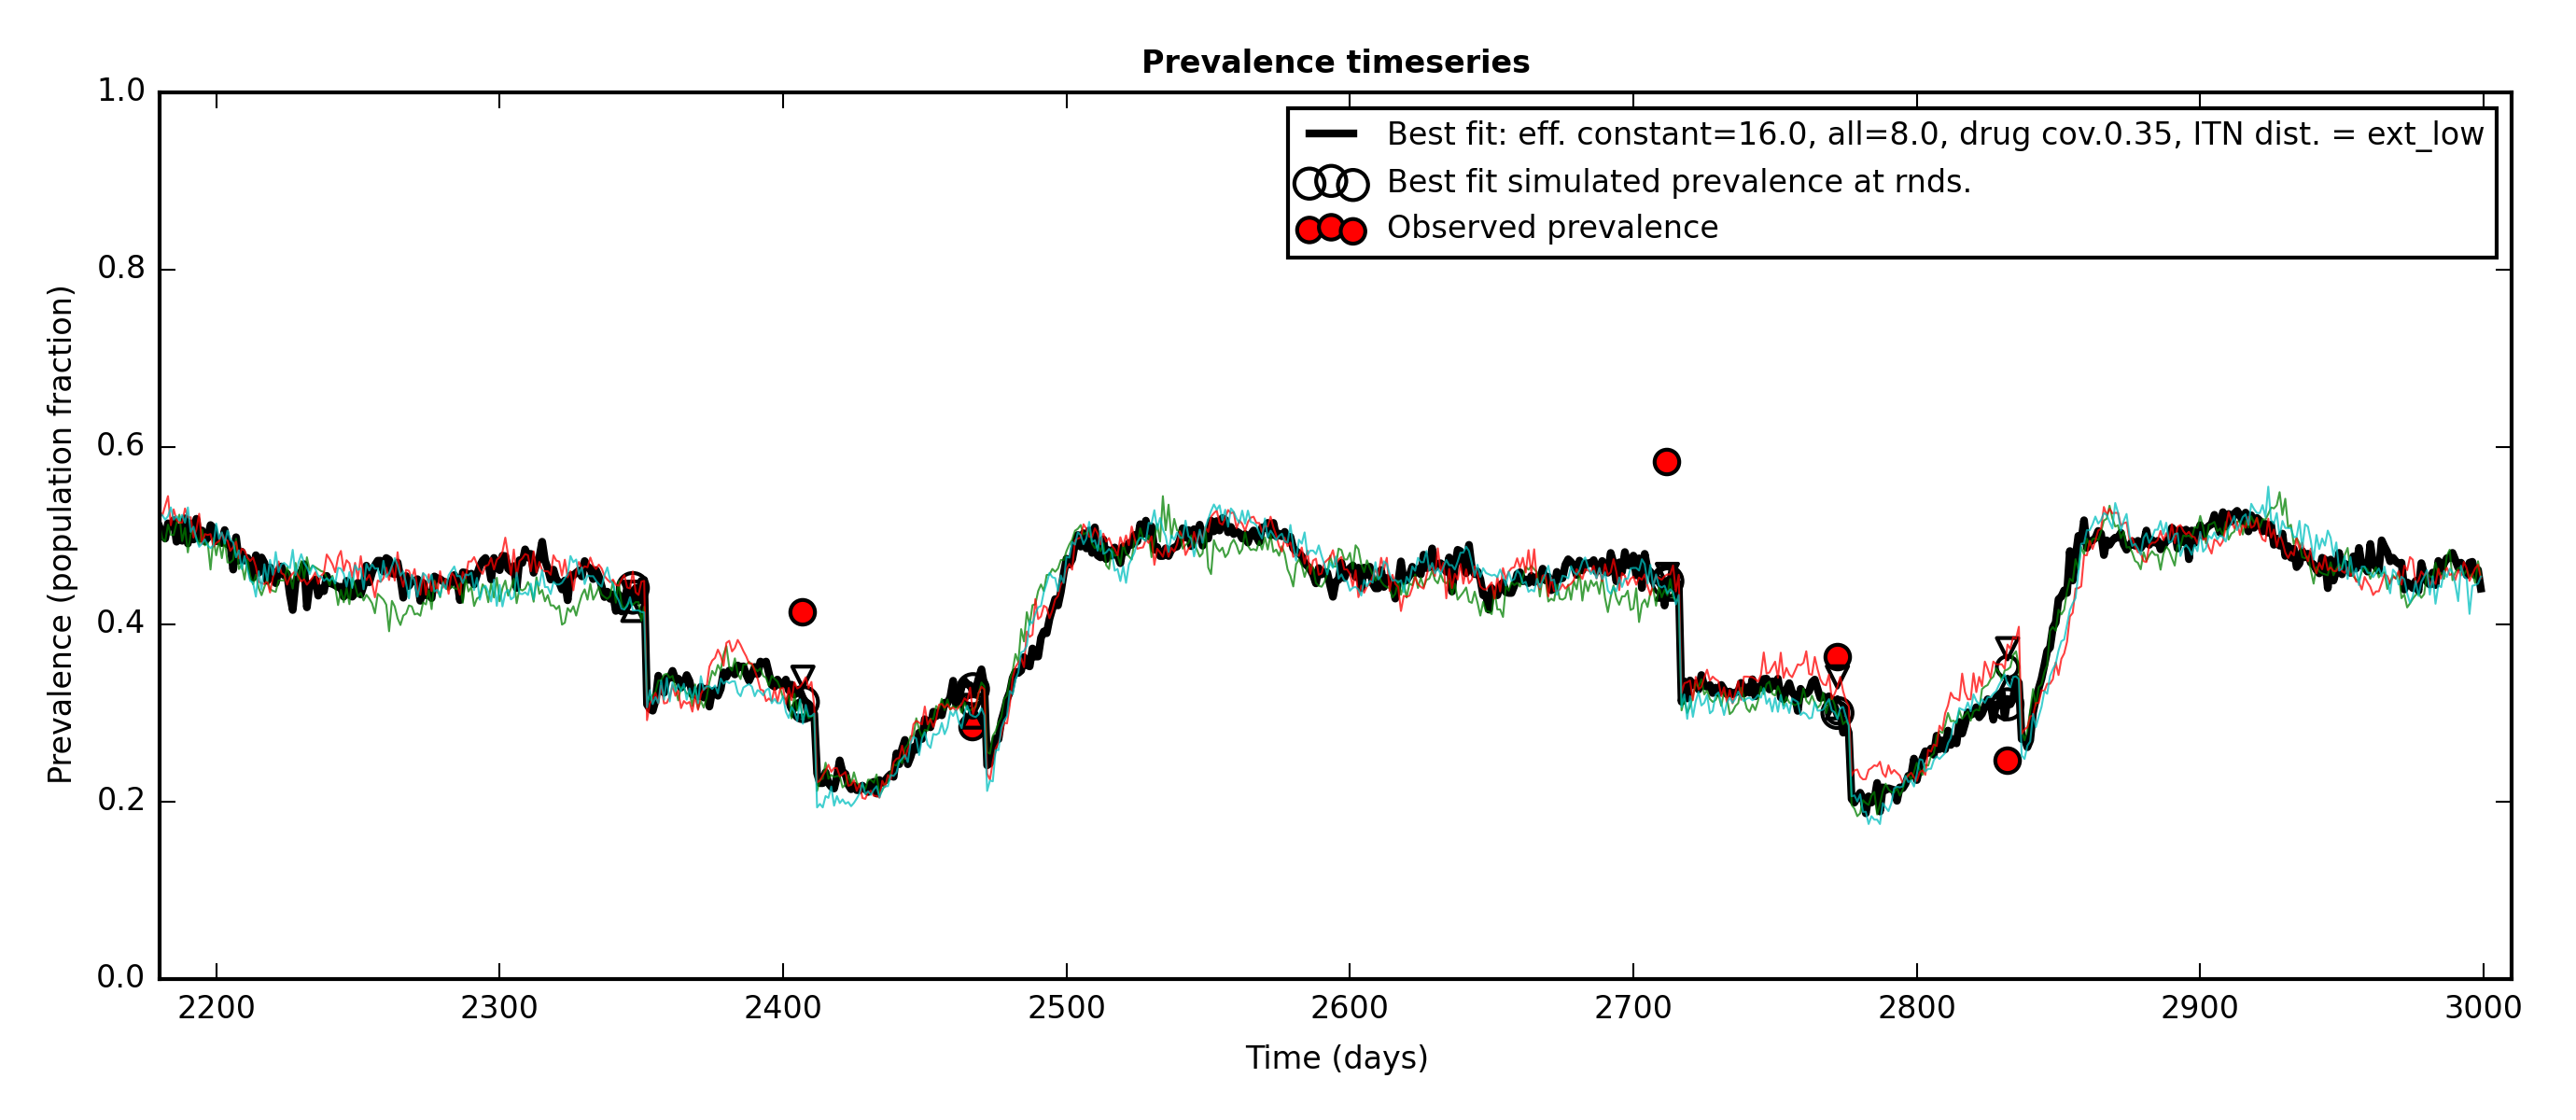 Prevalence timeseries
1.0
0.8
0.6
0.4
0.2
0.0
Prevalence (population fraction)
Best fit: eff. constant=16.0, all=8.0, drug cov.0.35, ITN dist. = ext_low
Best fit simulated prevalence at rnds.
Observed prevalence
2200 2300 2400 2500 2600 2700 2800 2900 3000
Time (days)